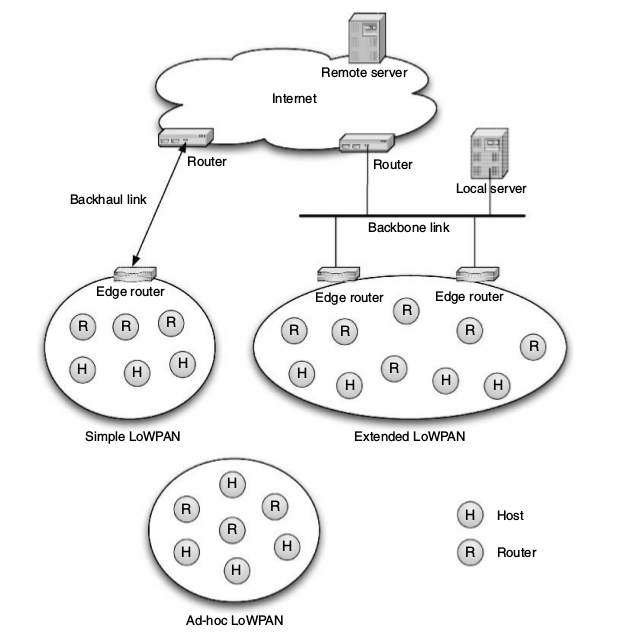 Remote server
Internet
Router
Router
Local server
Backhaul link
Backbone link
Edge router
Edge router
Edge router
R R R
H H H
R R R R R
H H R H H
Simple LoWPAN
Extended LoWPAN
H
R R
R
H H
H
H Host
R Router
Ad-hoc LoWPAN